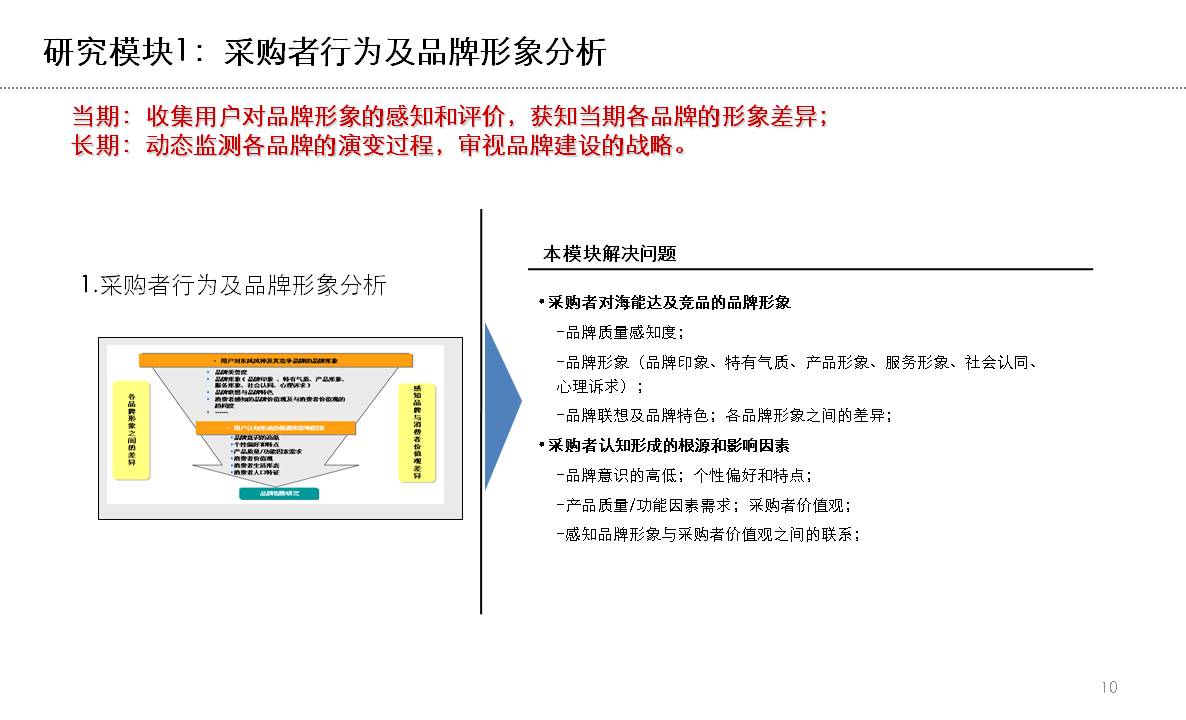 研究模块1：采购者行为及品牌形象分析
当期：收集用户对品牌形象的感知和评价，获知当期各品牌的形象差异；
长期：动态监测各品牌的演变过程，审视品牌建设的战略。
1.采购者行为及品牌形象分析
• 用户对东风风神及其竞争品牌的品牌形象
• 品牌美誉度
• 品牌形象（品牌印象、特有气质、产品形象、
服务形象、社会认同、心理诉求）
• 品牌联想与品牌特色
• 消费者感知的品牌价值观及与消费者价值观的
趋同度
• ------
各品牌形象之间的差异
感知品牌与消费者价值观差异
• 用户认知形成的根源和影响因素
•品牌意识的高低
•个性偏好和特点
•产品质量/功能因素需求
•消费者价值观
•消费者生活形态
•消费者人口特征
品牌指数研究
本模块解决问题
•采购者对海能达及竞品的品牌形象
–品牌质量感知度；
–品牌形象（品牌印象、特有气质、产品形象、服务形象、社会认同、
心理诉求）；
–品牌联想及品牌特色；各品牌形象之间的差异；
•采购者认知形成的根源和影响因素
–品牌意识的高低；个性偏好和特点；
–产品质量/功能因素需求；采购者价值观；
–感知品牌形象与采购者价值观之间的联系；
10